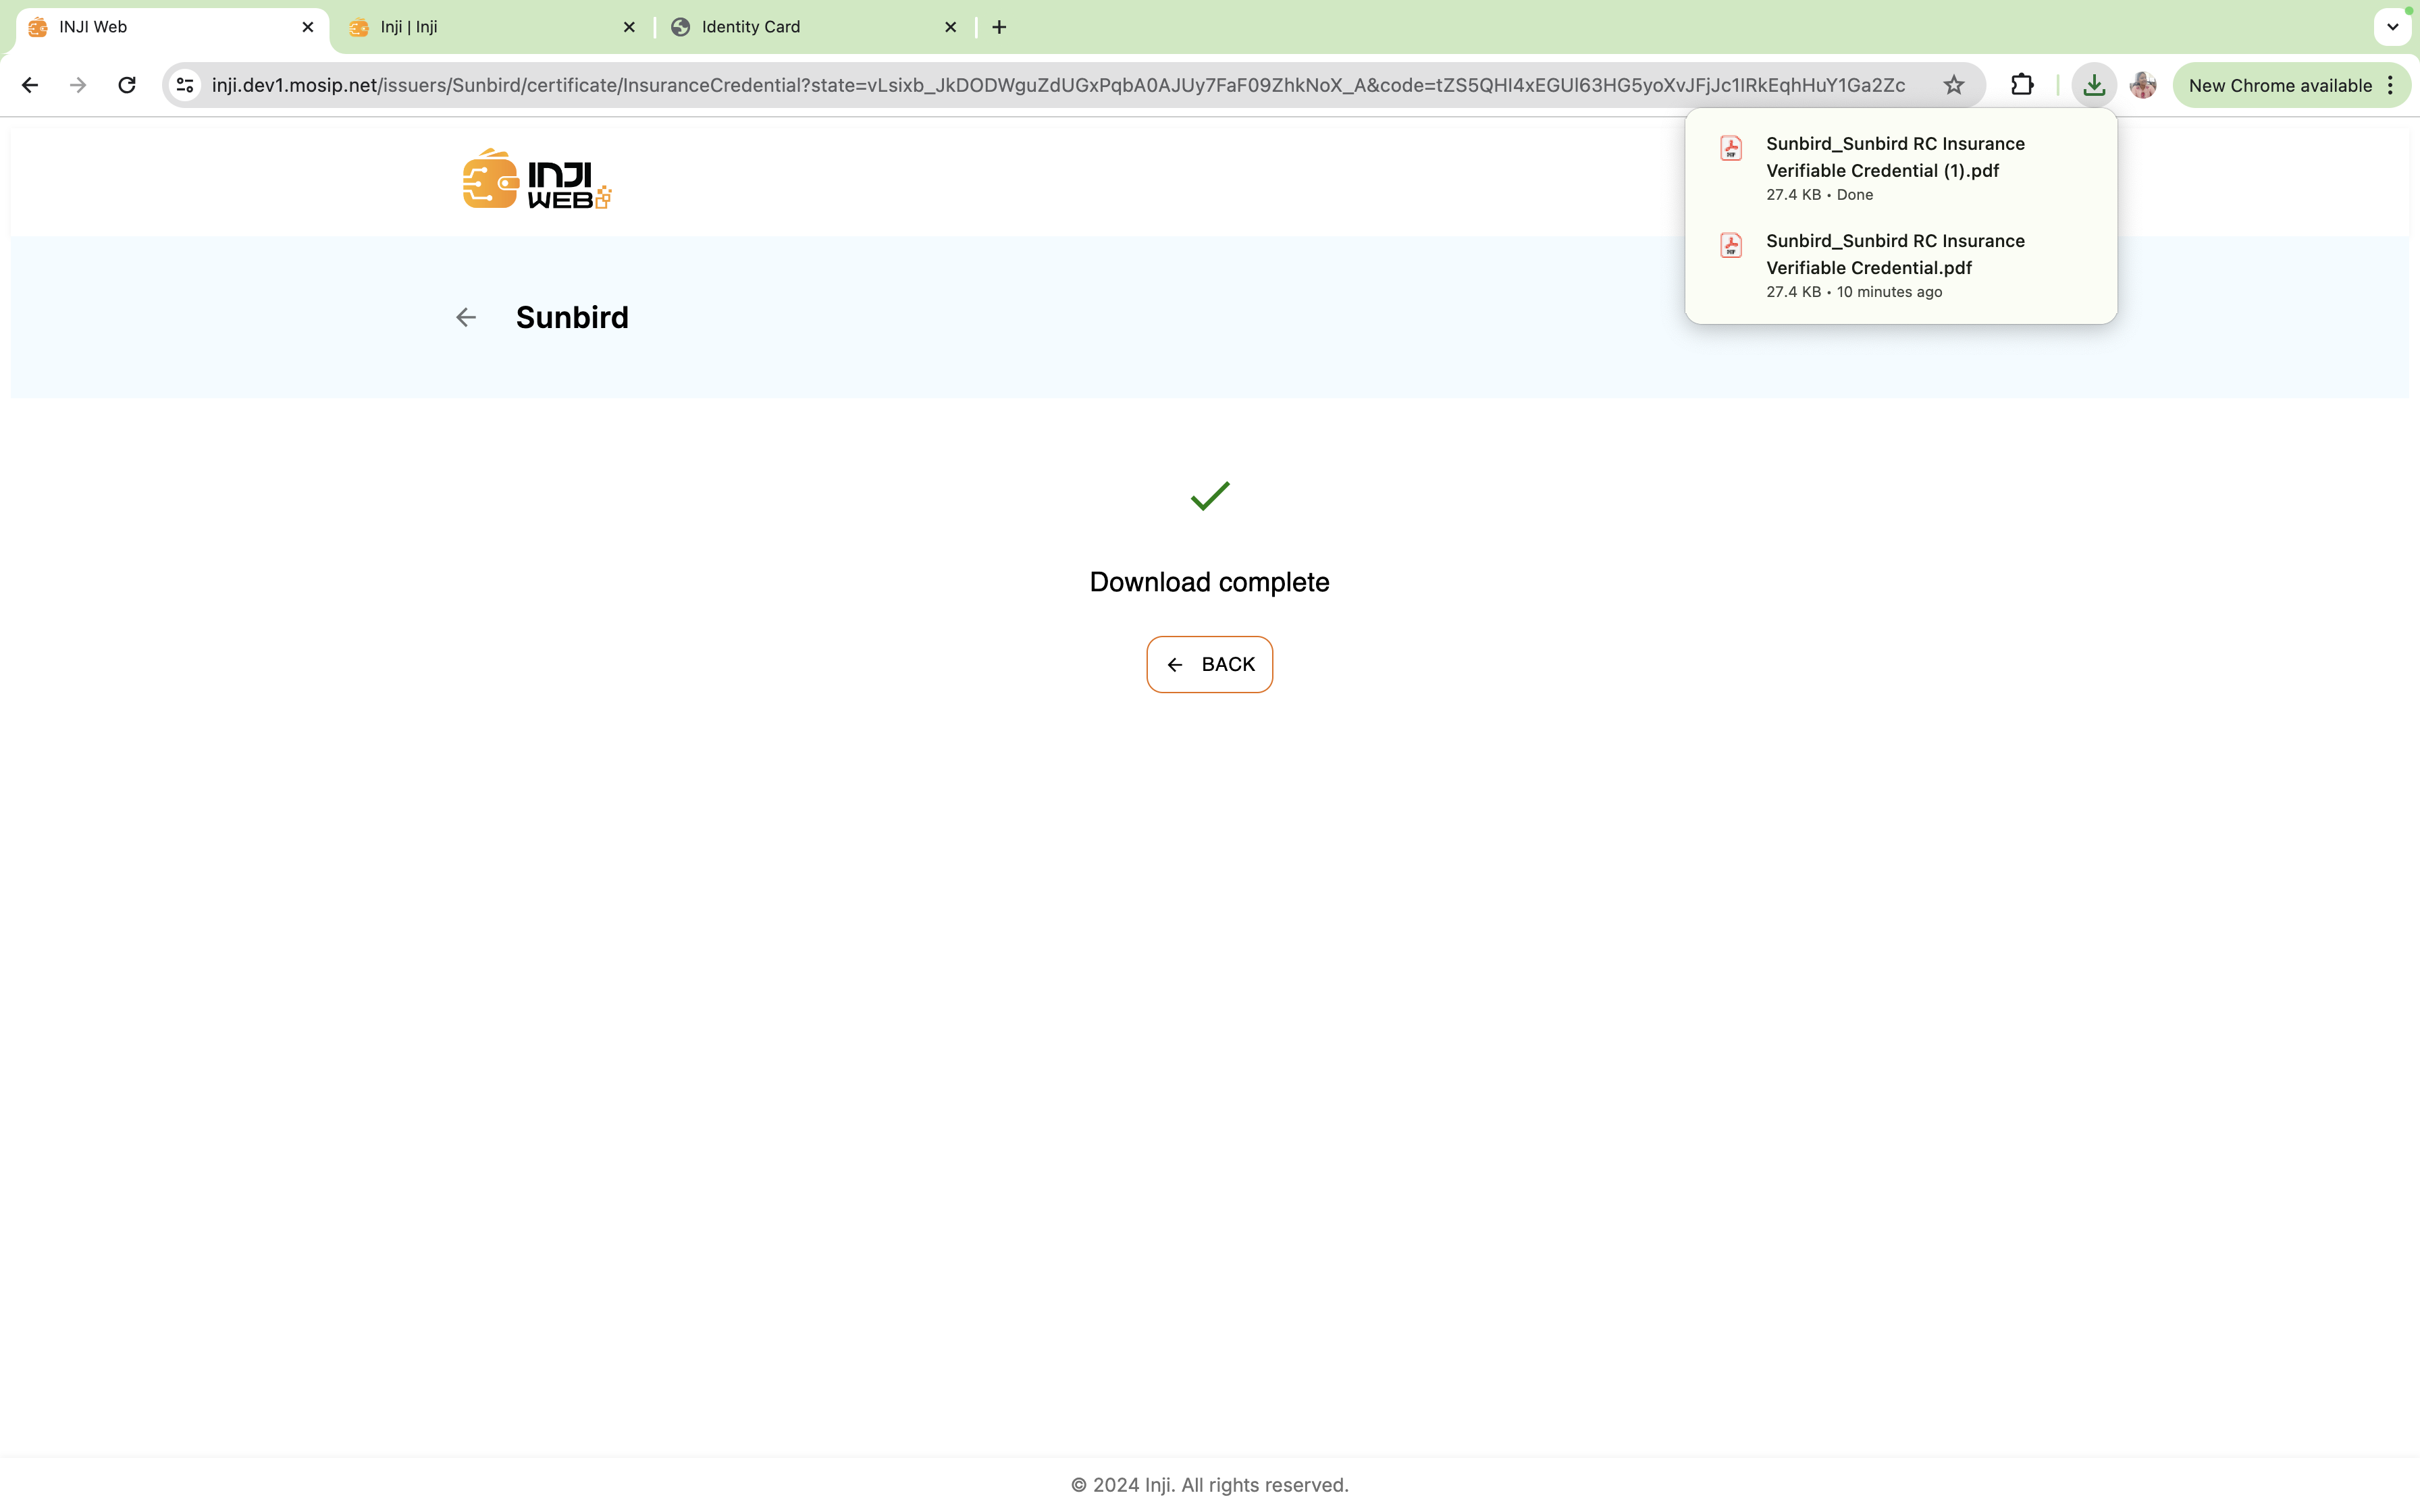 INJI Web
Inji | Inji
Identity Card
inji.dev1.mosip.net/issuers/Sunbird/certificate/InsuranceCredential?state=vLsixb_JkDODWguZdUGxPqbA0AJUy7FaF09ZhkNoX_A&code=tZS5QHI4xEGUl63HG5yoXvJFjJc1IRkEqhHuY1Ga2Zc
New Chrome available
Sunbird_Sunbird RC Insurance
Verifiable Credential (1).pdf
27.4 KB • Done
Sunbird_Sunbird RC Insurance
Verifiable Credential.pdf
27.4 KB • 10 minutes ago
INJI
WEB
Sunbird
Download complete
BACK
© 2024 Inji. All rights reserved.